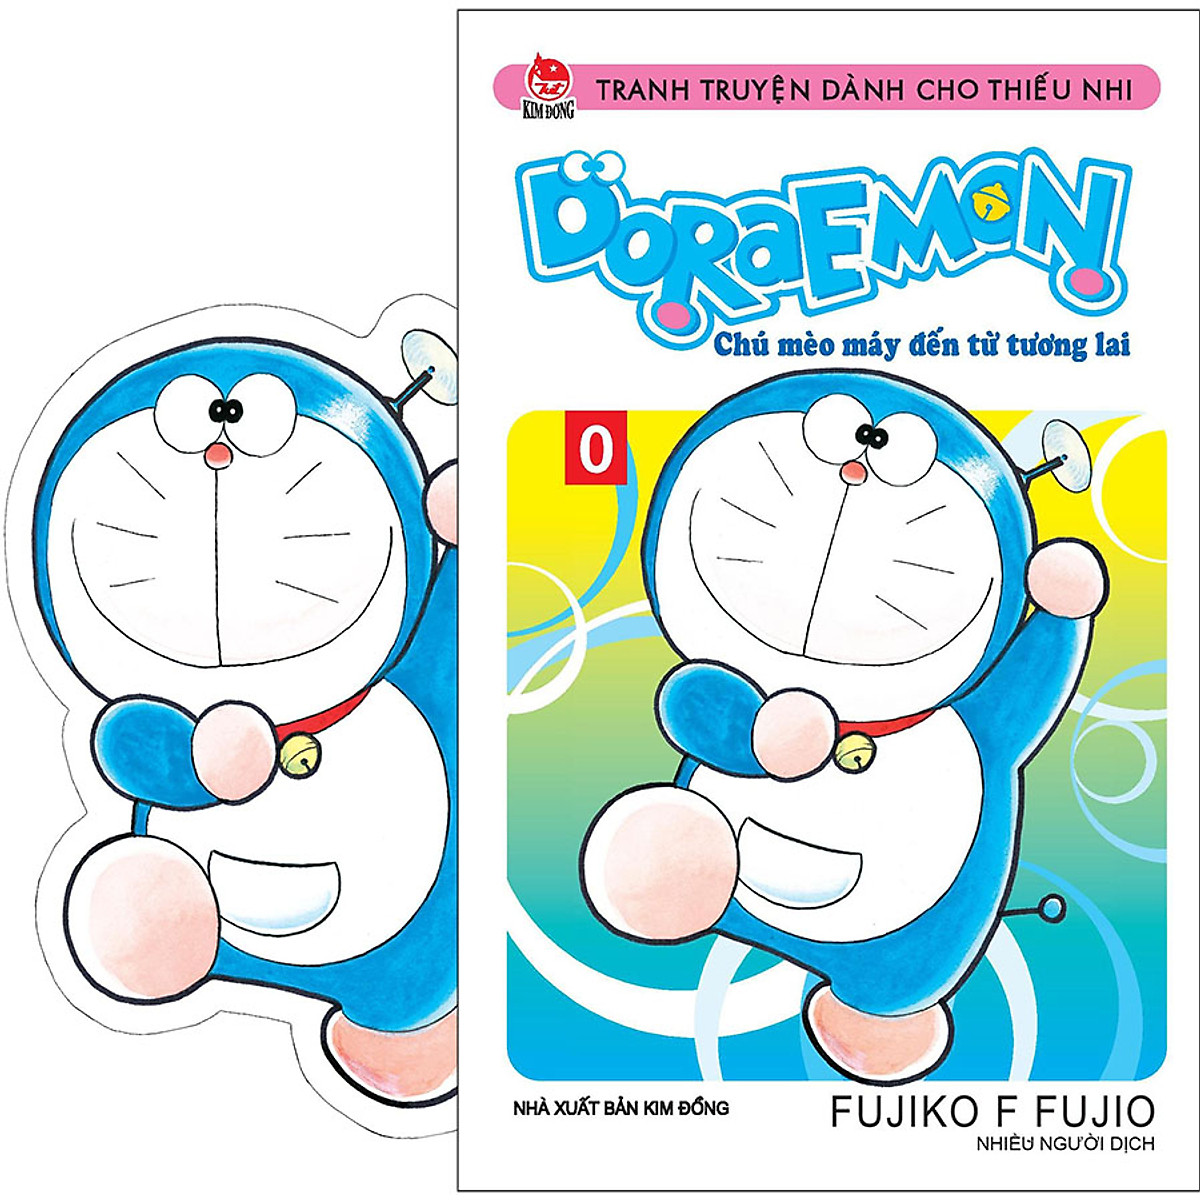 TRANH TRUYỆN DÀNH CHO THIẾU NHI
KIM ĐỒNG
DORAEMON
Chú mèo máy đến từ tương lai
0
NHÀ XUẤT BẢN KIM ĐỒNG
FUJIKO F FUJIO
NHIỀU NGƯỜI DỊCH